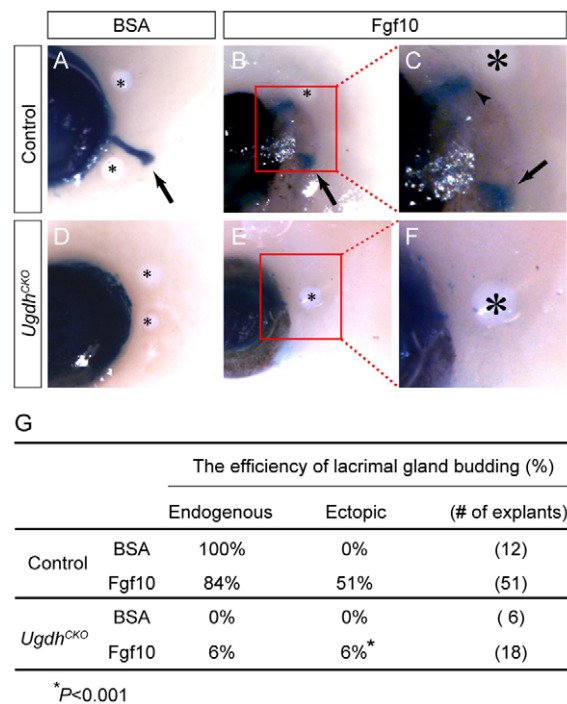 BSA Fgf10
Control
A * *
B *
C *
Ugdh^CKO
D * *
E *
F *
G
The efficiency of lacrimal gland budding (%)
Endogenous Ectopic (# of explants)
Control BSA 100% 0% (12)
Fgf10 84% 51% (51)
Ugdh^CKO BSA 0% 0% ( 6)
Fgf10 6% 6%* (18)
*P<0.001